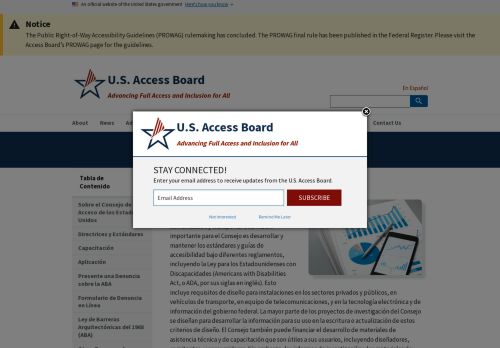 An official website of the United States government Here's how you know
Notice
The Public Right-of-Way Accessibility Guidelines (PROWAG) rulemaking has concluded. The PROWAG final rule has been published in the Federal Register. Please visit the
Access Board's PROWAG page for the guidelines.
U.S. Access Board
Advancing Full Access and Inclusion for All
En Español
About News Contact Us
U.S. Access Board
Advancing Full Access and Inclusion for All
STAY CONNECTED!
Enter your email address to receive updates from the U.S. Access Board.
Email Address
SUBSCRIBE
Not Interested Remind Me Later
Tabla de
Contenido
Sobre el Consejo de
Acceso de los Estados
Unidos
Directrices y Estándares
Capacitación
Aplicación
Presente una Denuncia
sobre la ABA
Formulario de Denuncia
en Línea
Ley de Barreras
Arquitectónicas del 1968
(ABA)
importante para el Consejo es desarrollar y
mantener los estándares y guías de
accesibilidad bajo diferentes reglamentos,
incluyendo la Ley para los Estadounidenses con
Discapacidades (Americans with Disabilities
Act, o ADA, por sus siglas en inglés). Esto
incluye requisitos de diseño para instalaciones en los sectores privados y públicos, en
vehículos de transporte, en equipo de telecomunicaciones, y en la tecnología electrónica y de
información del gobierno federal. La mayor parte de los proyectos de investigación del Consejo
se diseñan para desarrollar la información para su uso en la escritura o actualización de estos
criterios de diseño. El Consejo también puede financiar el desarrollo de materiales de
asistencia técnica y de capacitación que son útiles a sus usuarios, incluyendo diseñadores,